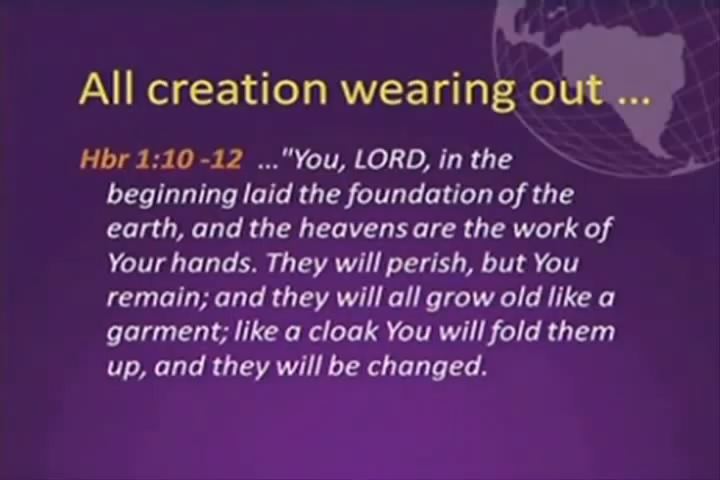 All creation wearing out ...
Hbr 1:10 -12 ..."You, LORD, in the
beginning laid the foundation of the
earth, and the heavens are the work of
Your hands. They will perish, but You
remain; and they will all grow old like a
garment; like a cloak You will fold them
up, and they will be changed.